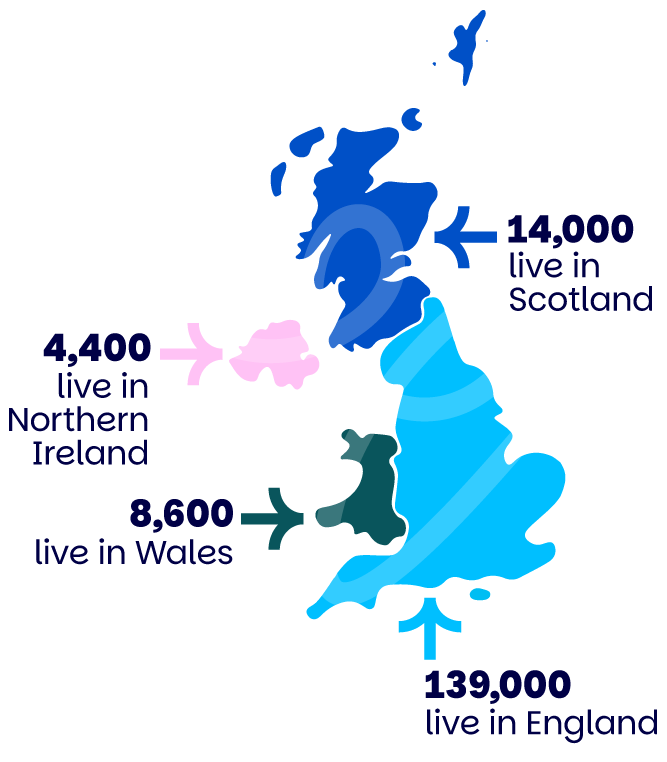 14,000
live in
Scotland
4,400
live in
Northern
Ireland
8,600
live in Wales
139,000
live in England